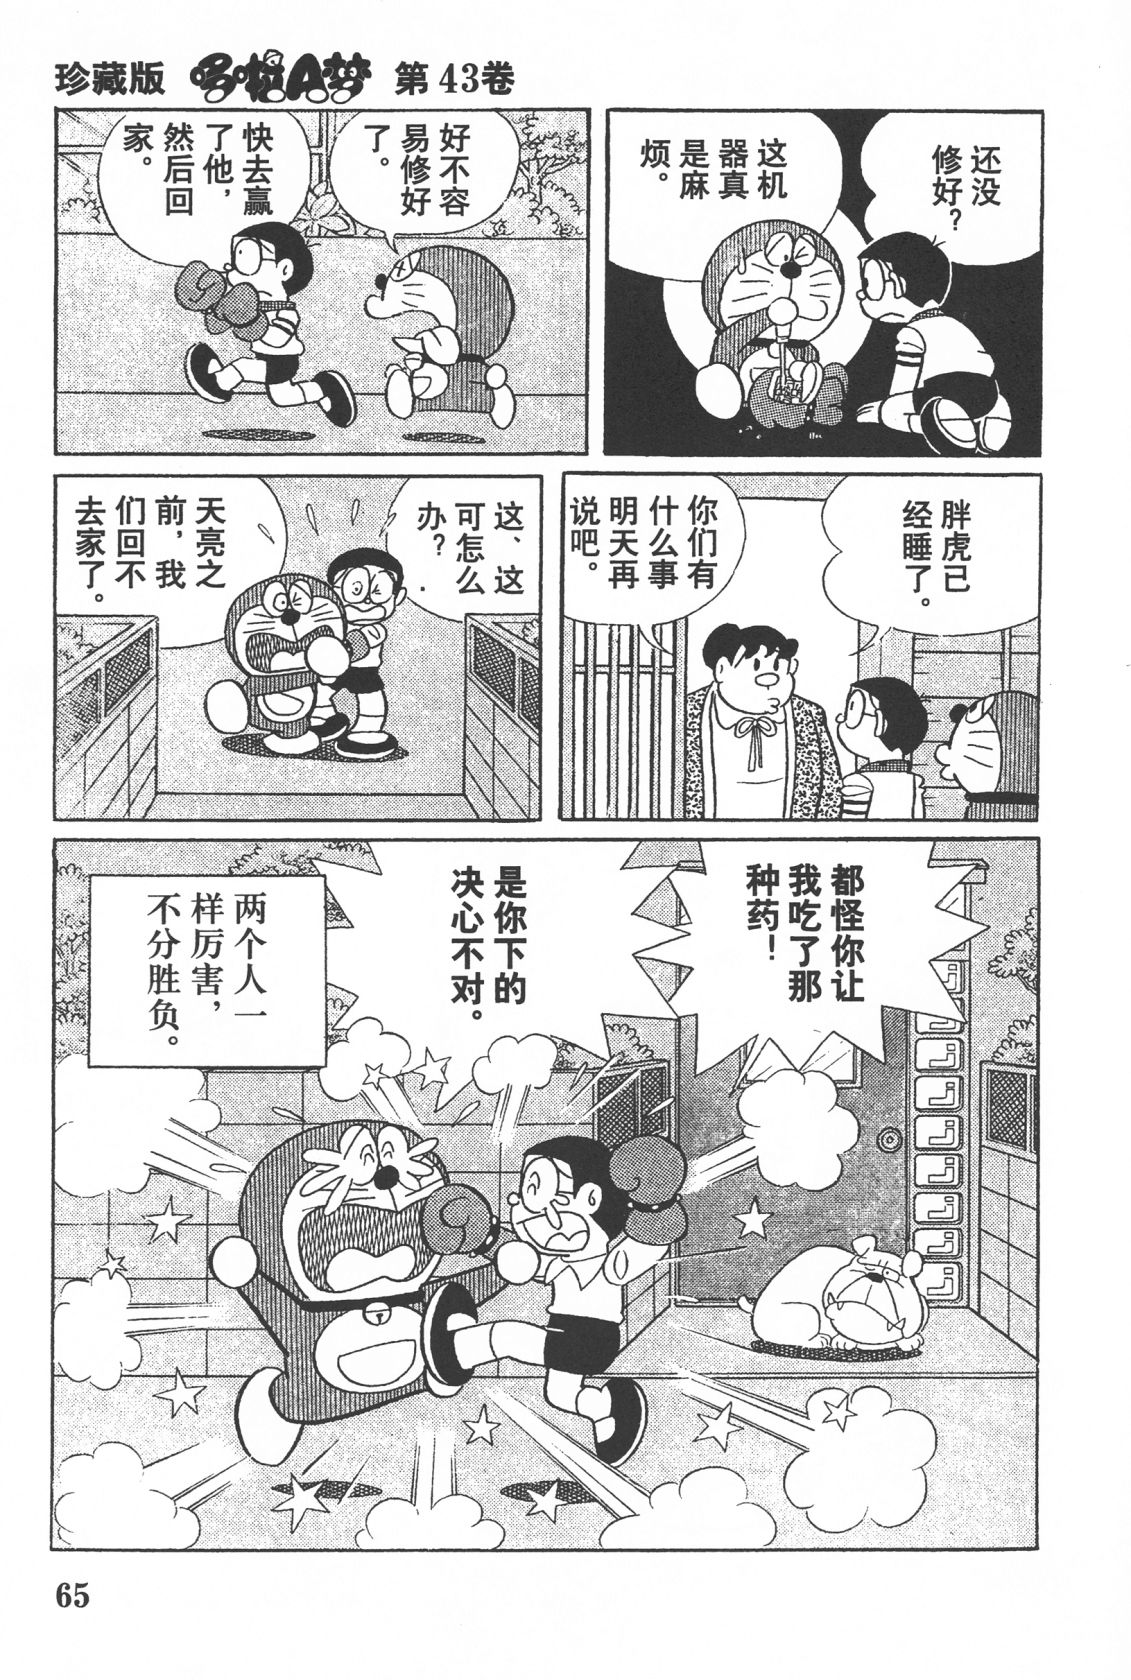 珍藏版 哆啦A梦 第43卷
还没
修好？
这机
器真
是麻
烦。
好不容
易修好
了。
快去赢
了他，
然后回
家。
胖虎已
经睡了。
你们有
什么事
明天再
说吧。
这、这
可怎么
办？
天亮之
前，我
们回不
去家了。
都怪你让
我吃了那
种药！
是你下的
决心不对。
两个人一
样厉害，
不分胜负。
65